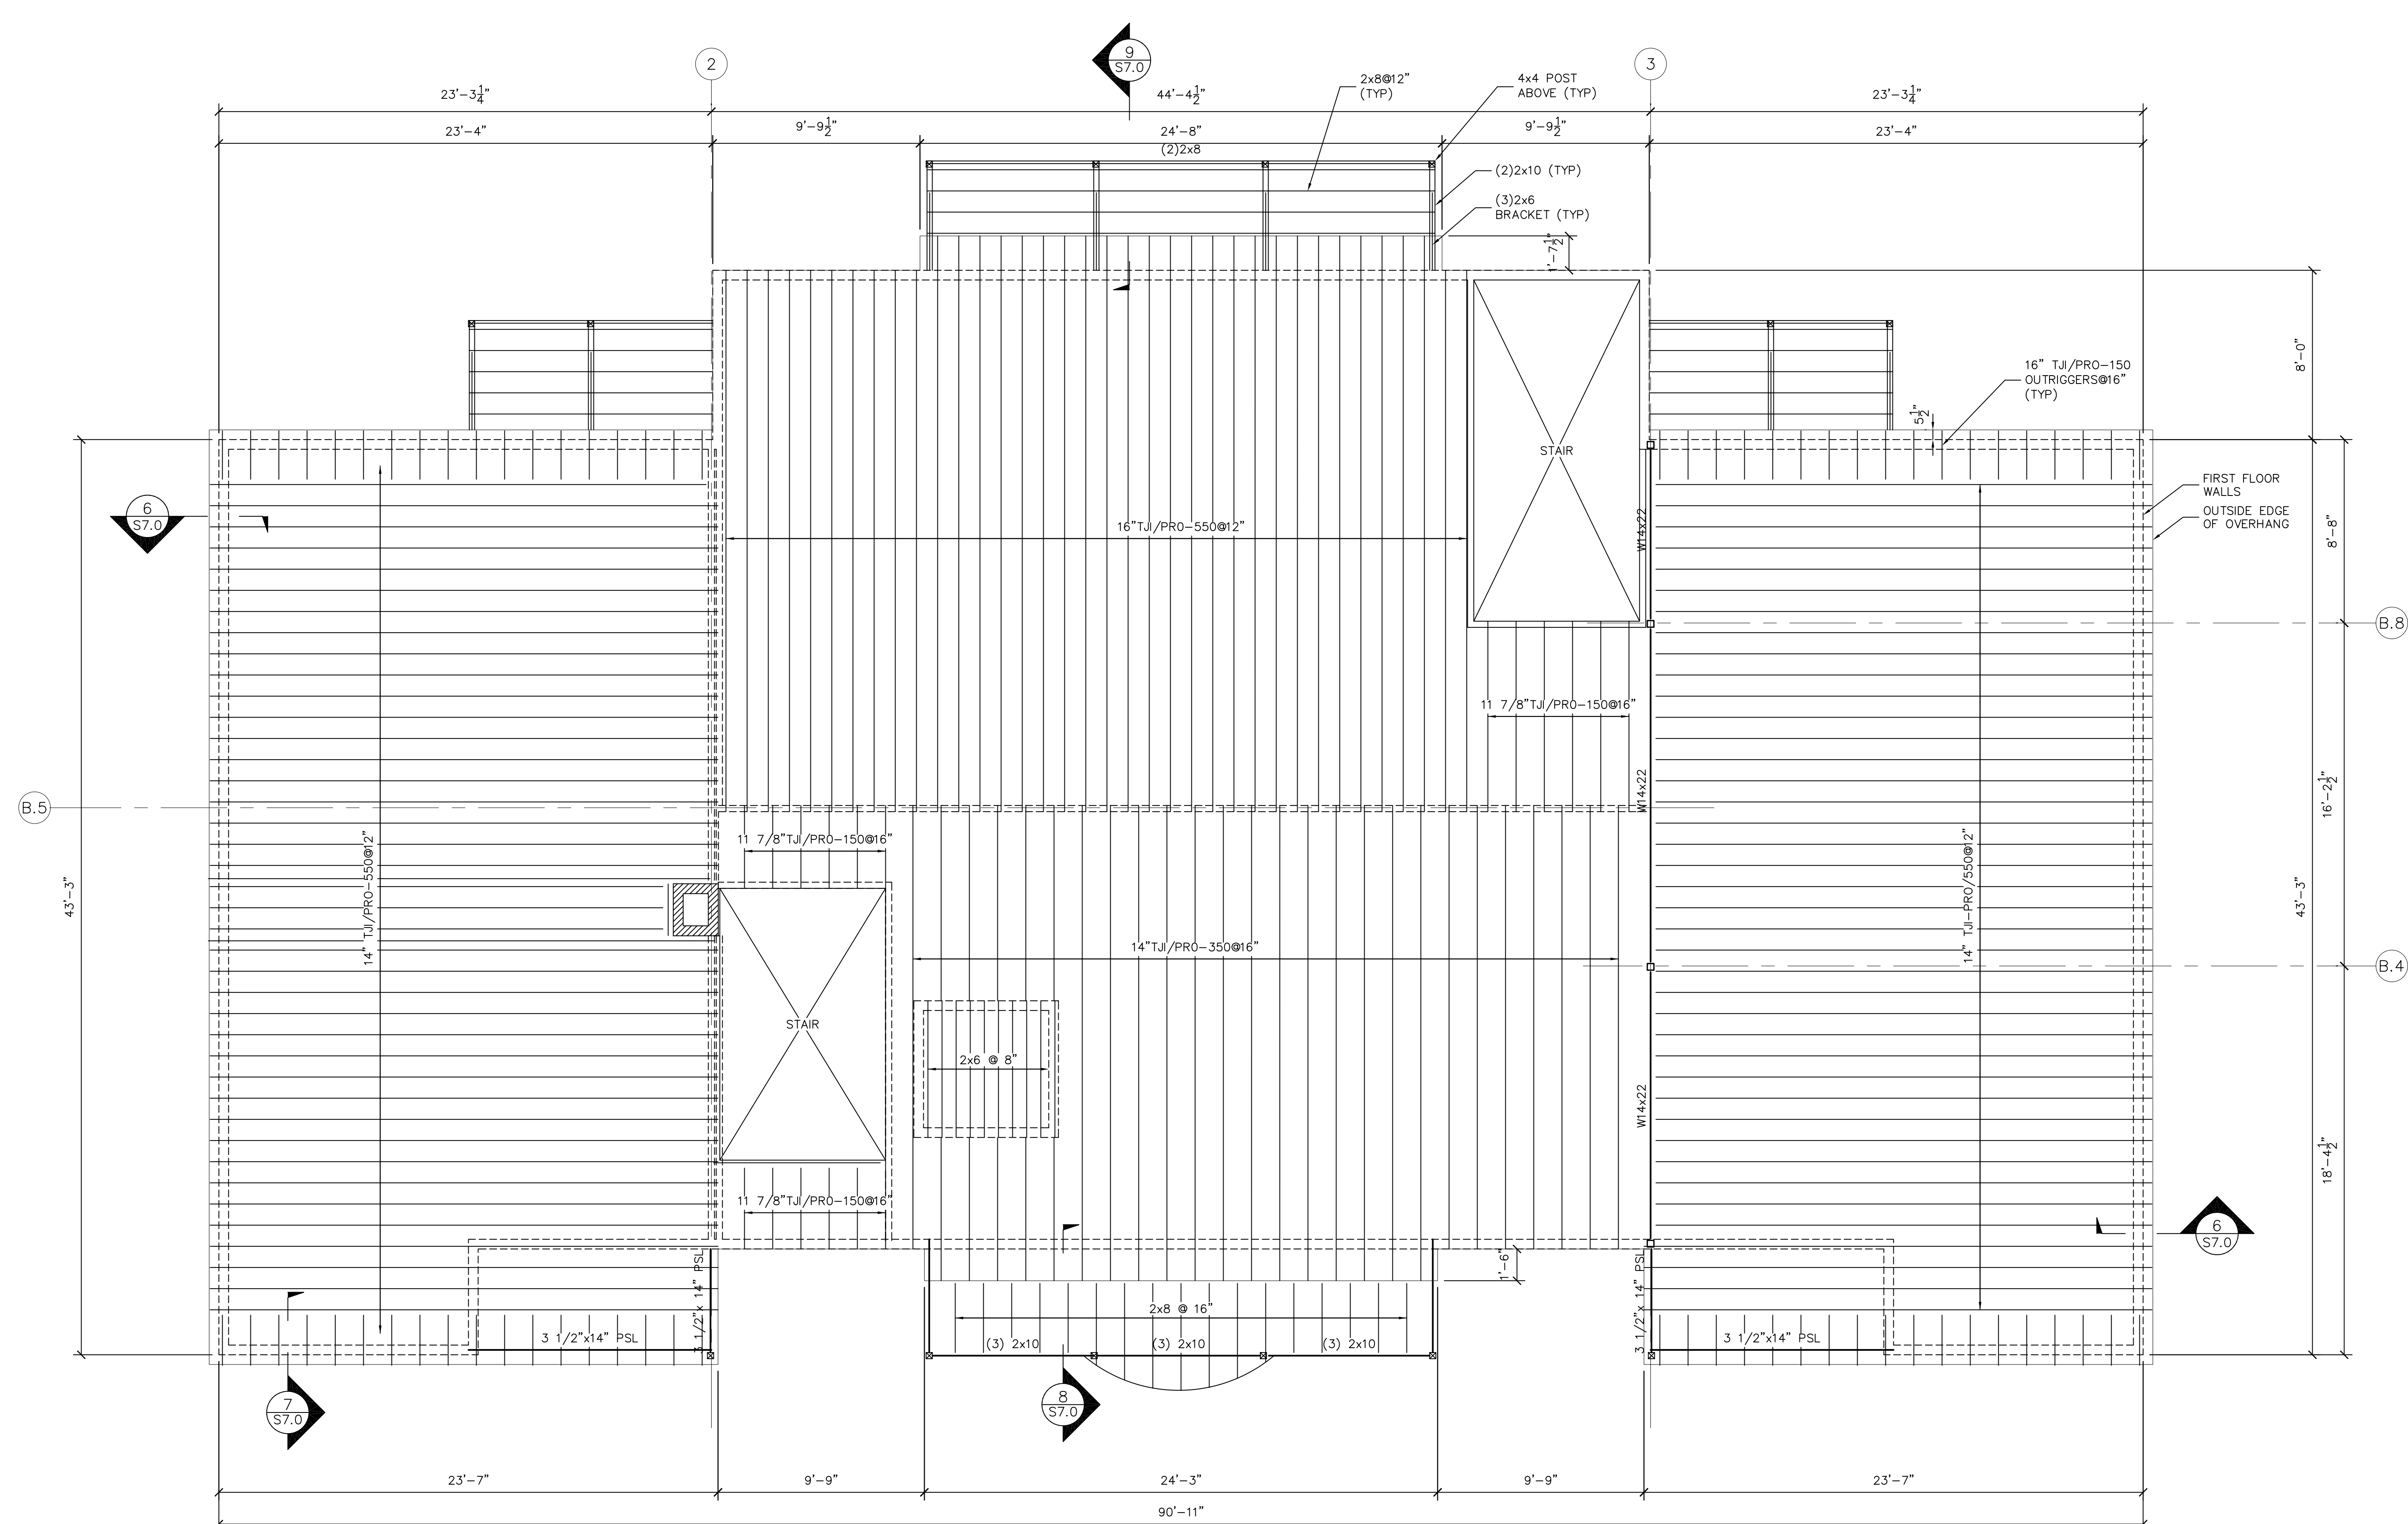 9
S7.0
2
3
23'-3 1/4"
44'-4 1/2"
23'-3 1/4"
2x8@12"
(TYP)
4x4 POST
ABOVE (TYP)
23'-4"
9'-9 1/2"
24'-8"
9'-9 1/2"
23'-4"
(2)2x8
(2)2x10 (TYP)
(3)2x6
BRACKET (TYP)
1'-7 1/2"
8'-0"
16" TJI/PRO-150
OUTRIGGERS@16"
(TYP)
5 1/2"
STAIR
FIRST FLOOR
WALLS
OUTSIDE EDGE
OF OVERHANG
6
S7.0
16"TJI/PRO-550@12"
W14x22
8'-8"
B.8
11 7/8"TJI/PRO-150@16"
W14x22
16'-2 1/2"
B.5
11 7/8"TJI/PRO-150@16"
43'-3"
14" TJI/PRO-550@12"
14" TJI-PRO/550@12"
43'-3"
14"TJI/PRO-350@16"
B.4
STAIR
2x6 @ 8"
W14x22
18'-4 1/2"
11 7/8"TJI/PRO-150@16"
6
S7.0
1'-6"
3 1/2"x 14" PSL
3 1/2"x 14" PSL
2x8 @ 16"
3 1/2"x14" PSL
(3) 2x10
(3) 2x10
(3) 2x10
3 1/2"x14" PSL
7
S7.0
8
S7.0
23'-7"
9'-9"
24'-3"
9'-9"
23'-7"
90'-11"